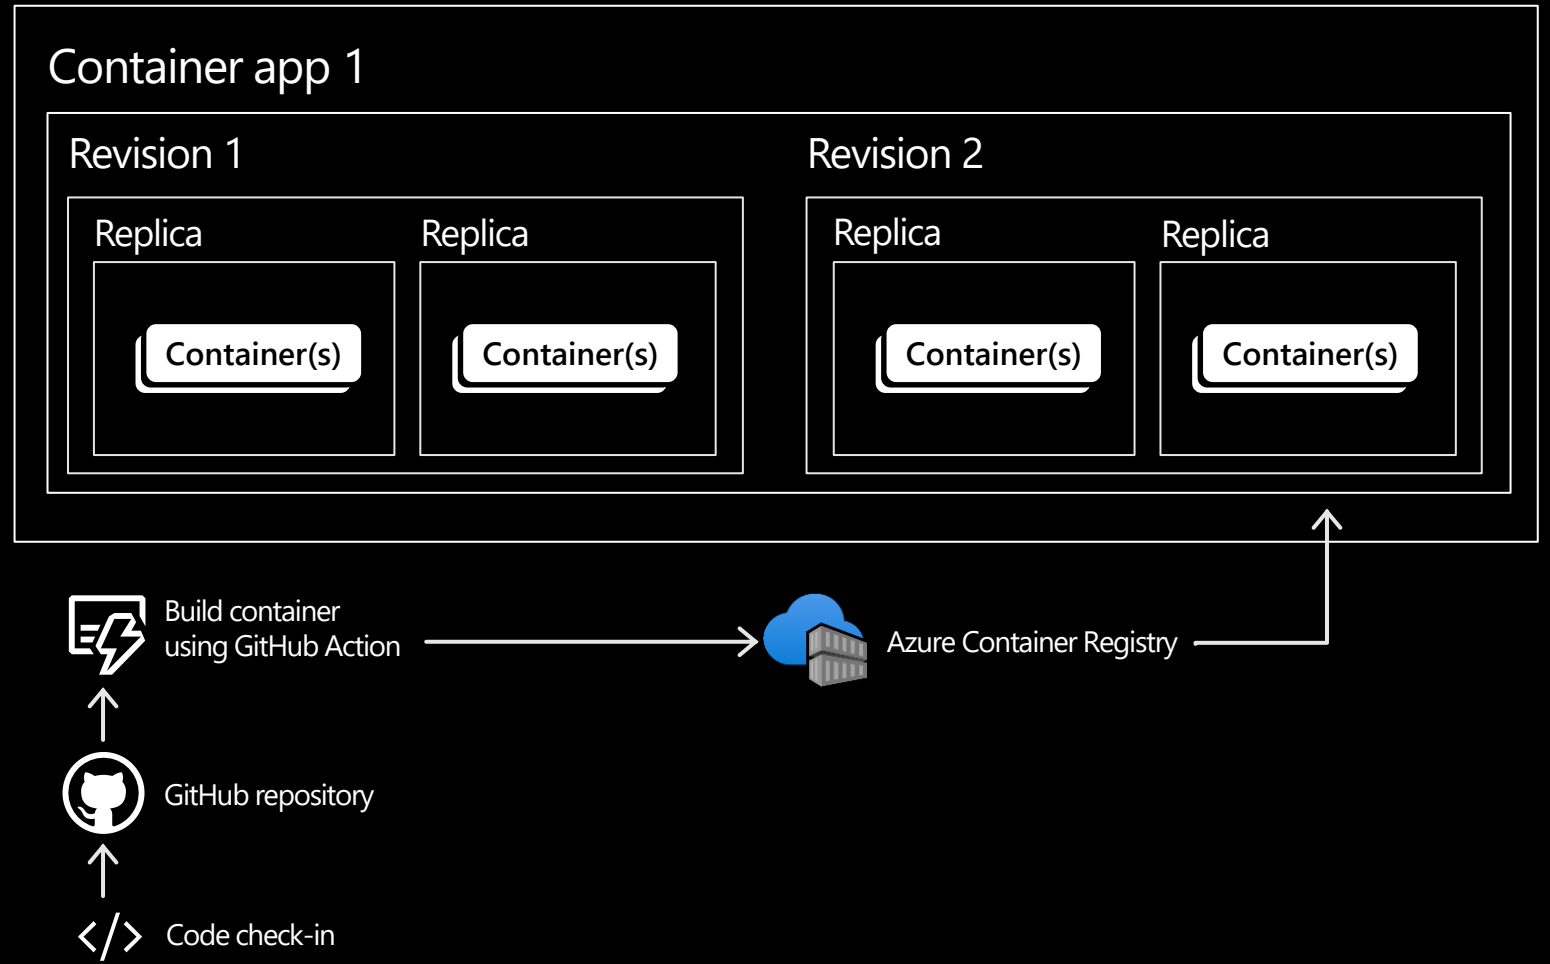 Container app 1
Revision 1
Revision 2
Replica
Replica
Replica
Replica
Container(s)
Container(s)
Container(s)
Container(s)
Build container
using GitHub Action
Azure Container Registry
GitHub repository
Code check-in